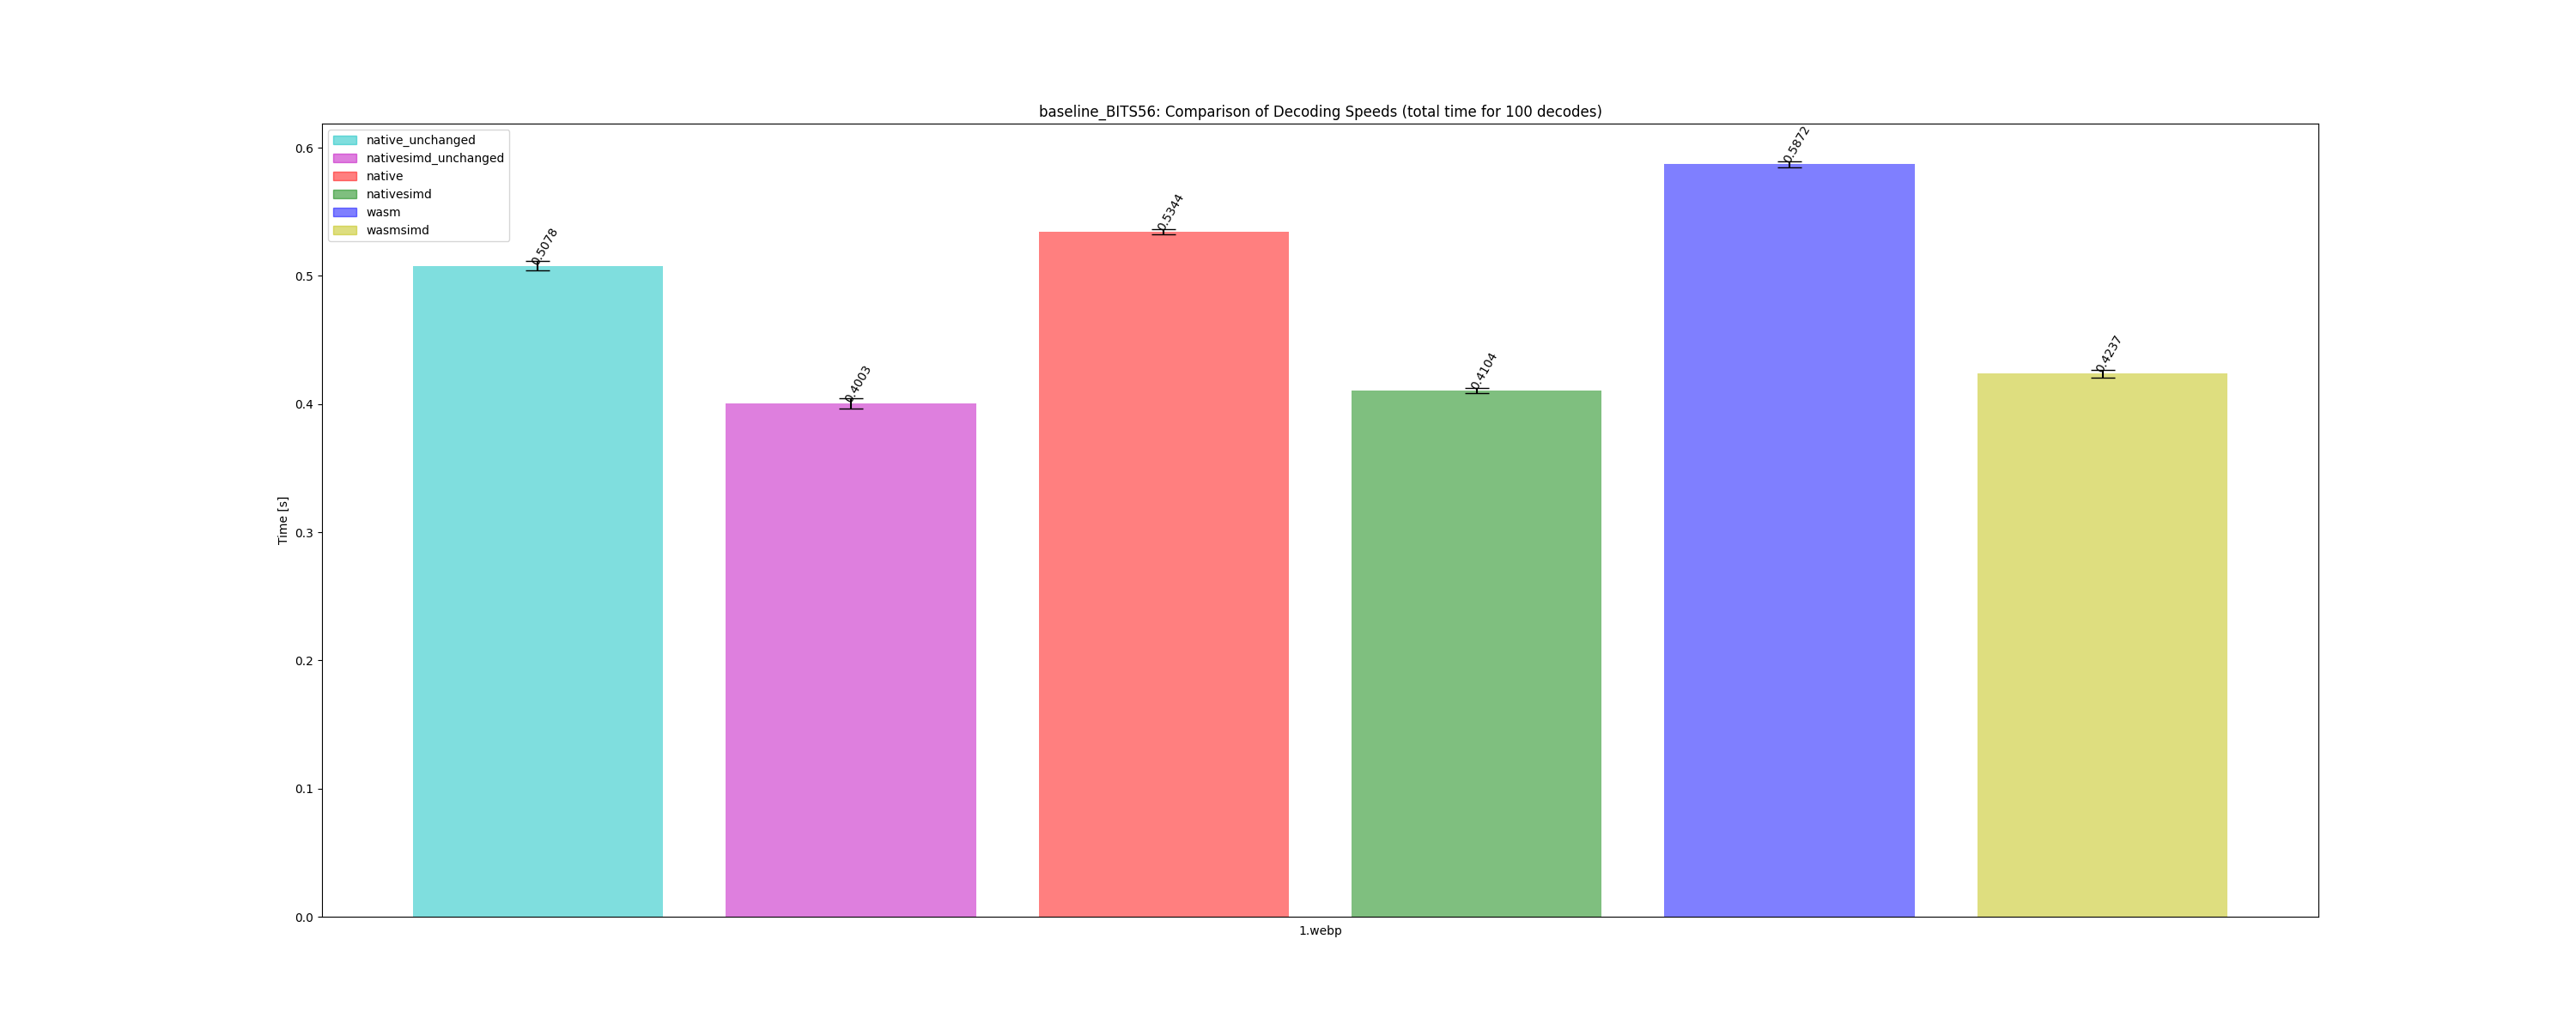 baseline_BITS56: Comparison of Decoding Speeds (total time for 100 decodes)
native_unchanged
nativesimd_unchanged
native
nativesimd
wasm
wasmsimd
Time [s]
0.6
0.5
0.4
0.3
0.2
0.1
0.0
0.5078
0.4003
0.5344
0.4104
0.5872
0.4237
1.webp